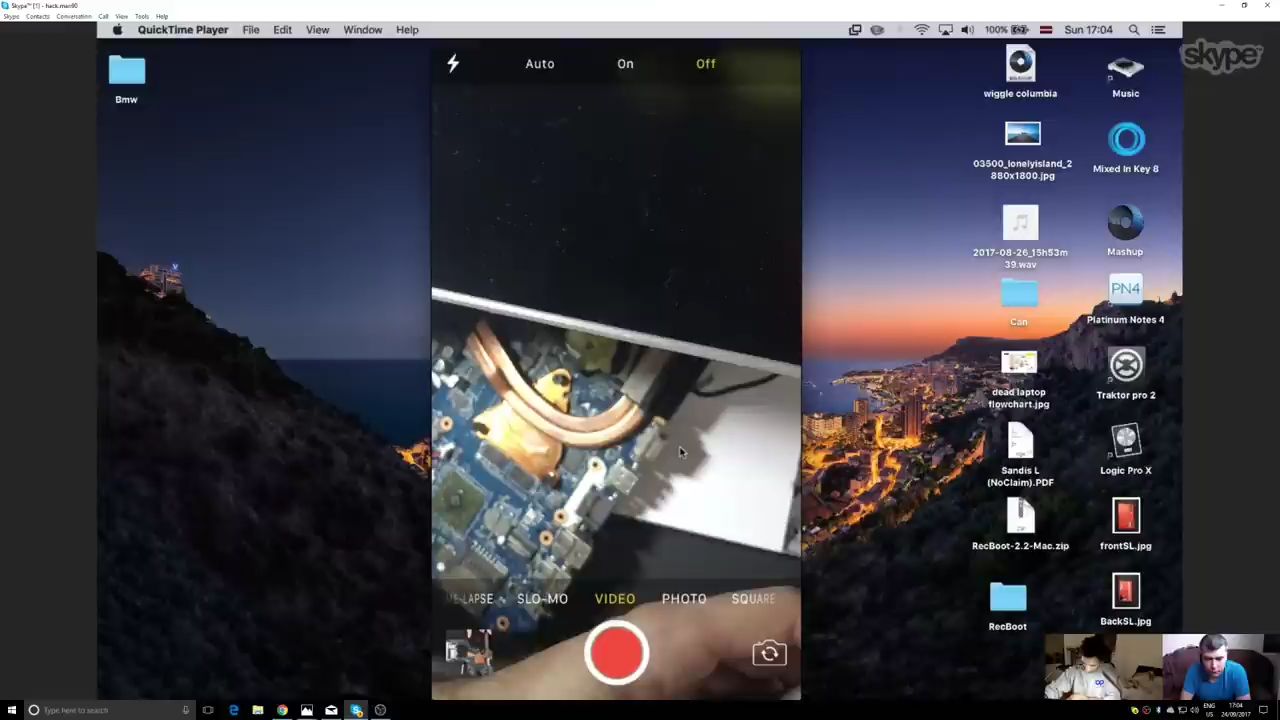 Skype™ [1] - hack.man90
Skype Contacts Conversation Call View Tools Help
QuickTime Player File Edit View Window Help
100% Sun 17:04
skype
Bmw
Auto On Off
wiggle columbia
Music
03500_lonelyisland_2
880x1800.jpg
Mixed In Key 8
2017-08-26_15h53m
39.wav
Mashup
Can
PN4
Platinum Notes 4
dead laptop
flowchart.jpg
Traktor pro 2
Sandis L
(NoClaim).PDF
Logic Pro X
ZIP
RecBoot-2.2-Mac.zip
frontSL.jpg
RecBoot
BackSL.jpg
SLO-MO VIDEO PHOTO SQUARE
Type here to search
ENG
US
17:04
24/09/2017